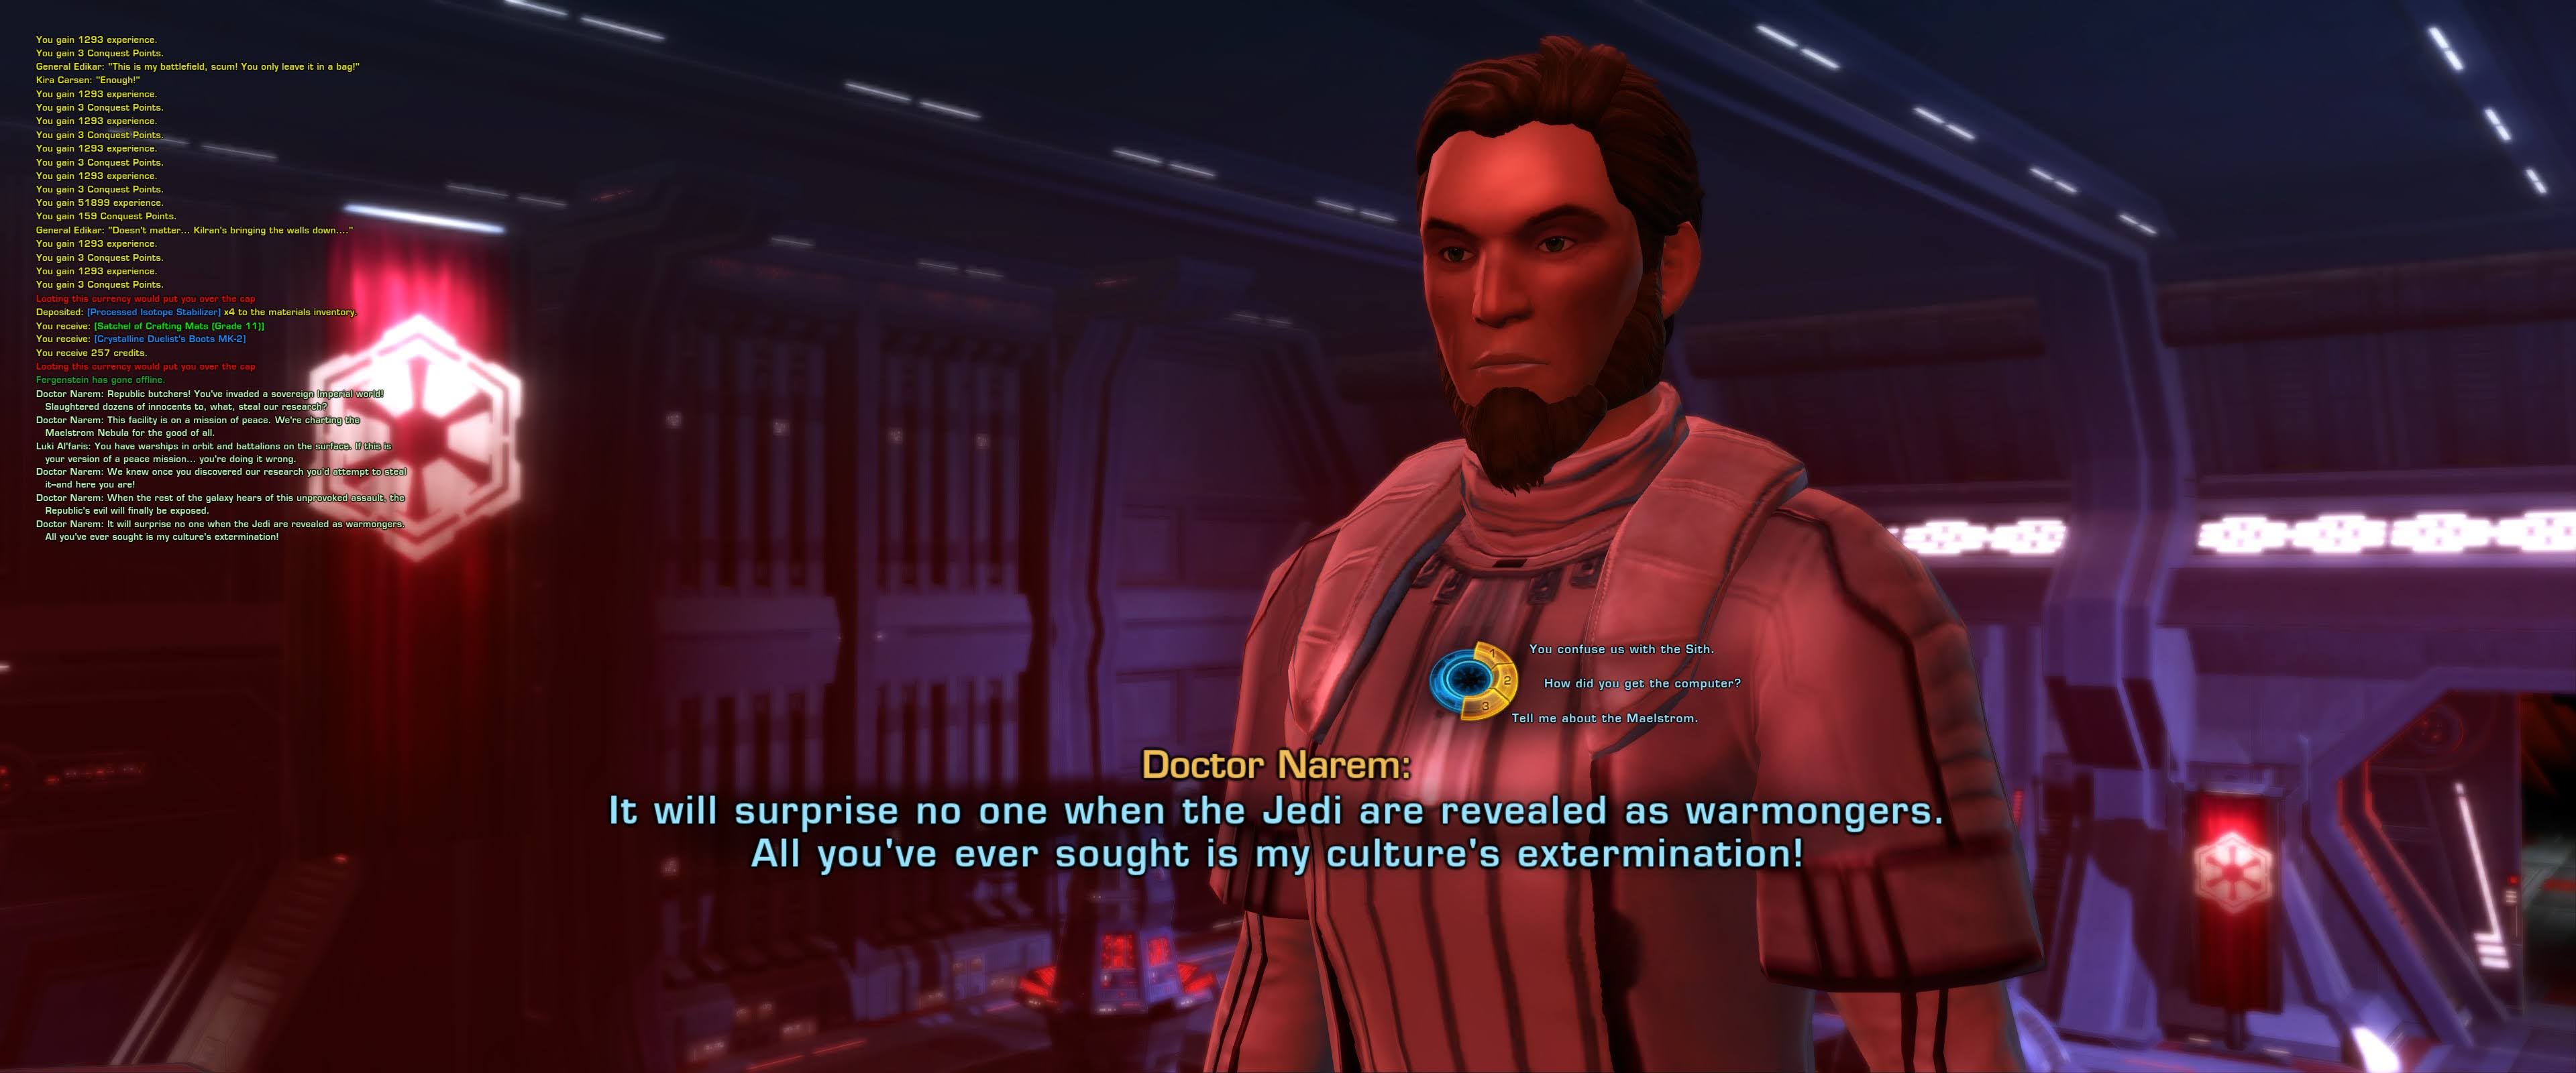 You gain 1293 experience.
You gain 3 Conquest Points.
General Edikar: "This is my battlefield, scum! You only leave it in a bag!"
Kira Carsen: "Enough!"
You gain 1293 experience.
You gain 3 Conquest Points.
You gain 1293 experience.
You gain 3 Conquest Points.
You gain 1293 experience.
You gain 3 Conquest Points.
You gain 1293 experience.
You gain 3 Conquest Points.
You gain 51899 experience.
You gain 159 Conquest Points.
General Edikar: "Doesn't matter... Kilran's bringing the walls down...."
You gain 1293 experience.
You gain 3 Conquest Points.
You gain 1293 experience.
You gain 3 Conquest Points.
Looting this currency would put you over the cap
Deposited: [Processed Isotope Stabilizer] x4 to the materials inventory.
You receive: [Satchel of Crafting Mats (Grade 11)]
You receive: [Crystalline Duelist's Boots MK-2]
You receive 257 credits.
Looting this currency would put you over the cap
Fergenstein has gone offline.
Doctor Narem: Republic butchers! You've invaded a sovereign Imperial world!
Slaughtered dozens of innocents to, what, steal our research?
Doctor Narem: This facility is on a mission of peace. We're charting the
Maelstrom Nebula for the good of all.
Luki Al'faris: You have warships in orbit and battalions on the surface. If this is
your version of a peace mission... you're doing it wrong.
Doctor Narem: We knew once you discovered our research you'd attempt to steal
it—and here you are!
Doctor Narem: When the rest of the galaxy hears of this unprovoked assault, the
Republic's evil will finally be exposed.
Doctor Narem: It will surprise no one when the Jedi are revealed as warmongers.
All you've ever sought is my culture's extermination!
1 You confuse us with the Sith.
2 How did you get the computer?
3 Tell me about the Maelstrom.
Doctor Narem:
It will surprise no one when the Jedi are revealed as warmongers.
All you've ever sought is my culture's extermination!